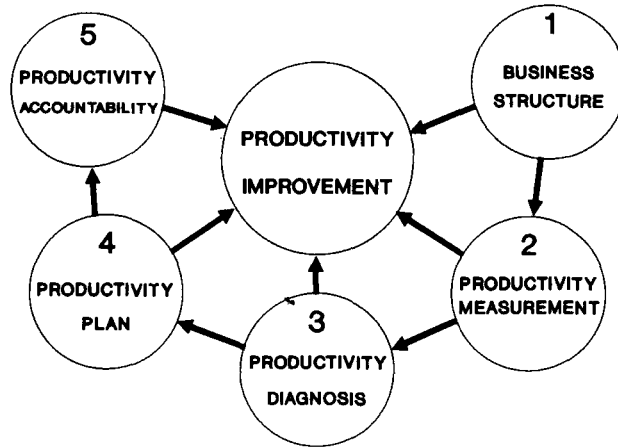 5
PRODUCTIVITY
ACCOUNTABILITY
1
BUSINESS
STRUCTURE
PRODUCTIVITY
IMPROVEMENT
4
PRODUCTIVITY
PLAN
2
PRODUCTIVITY
MEASUREMENT
3
PRODUCTIVITY
DIAGNOSIS